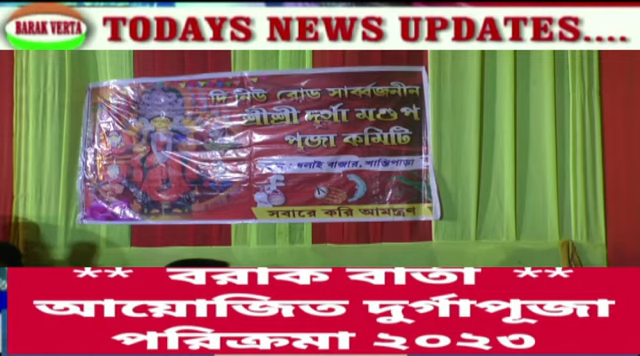 BARAK VERTA
TODAYS NEWS UPDATES....
দি নিউ রোড সার্ব্বজনীন
শ্রীশ্রী দুর্গা মণ্ডপ
পূজা কমিটি
বাজার, শান্তিপাড়া
সবারে করি আমন্ত্রণ
** বরাক বার্তা **
আয়োজিত দুর্গাপূজা
পরিক্রমা ২০২৩